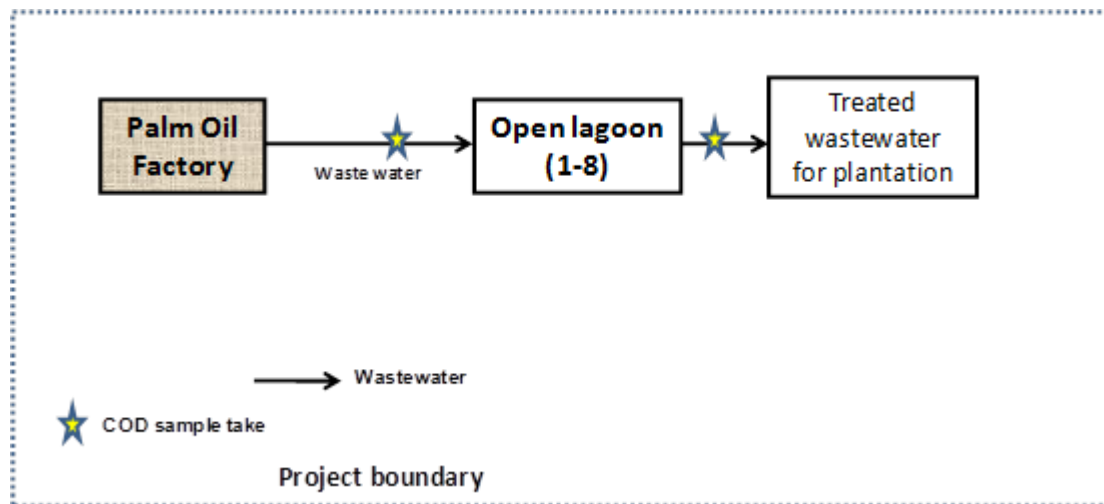 Palm Oil
Factory
Waste water
Open lagoon
(1-8)
Treated
wastewater
for plantation
Wastewater
COD sample take
Project boundary